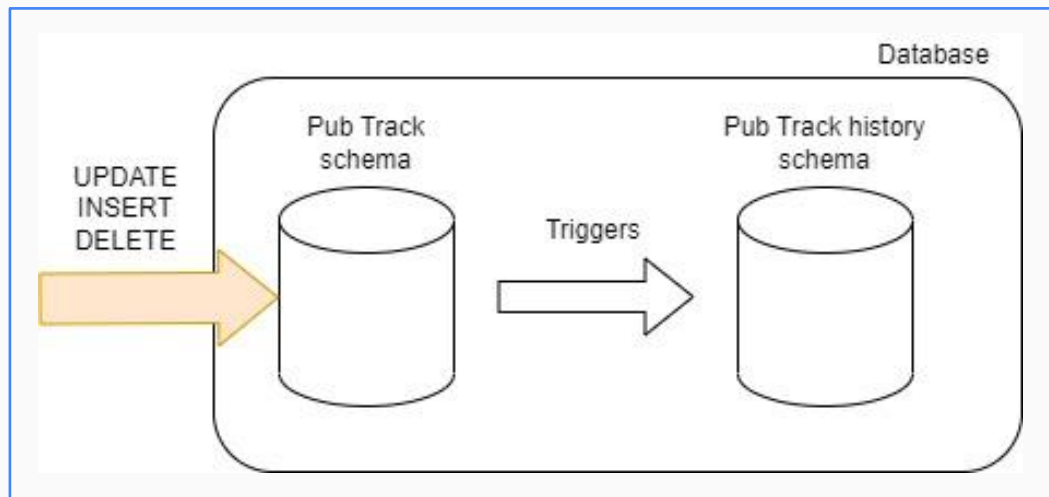 Database
Pub Track
schema
Pub Track history
schema
UPDATE
INSERT
DELETE
Triggers